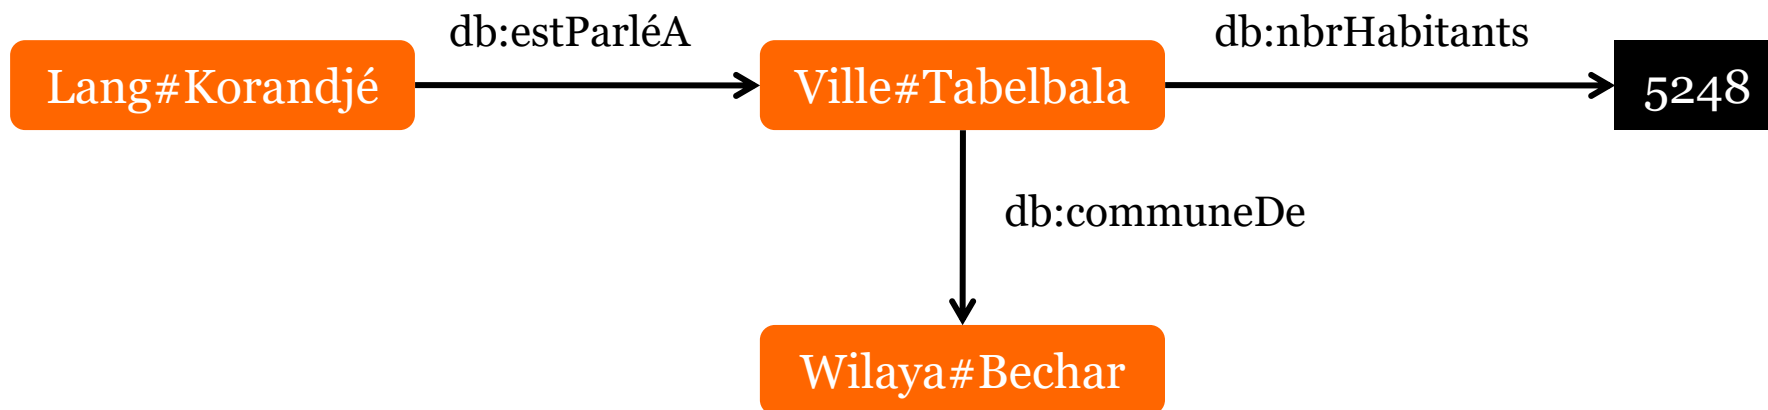 db:estParléA
db:nbrHabitants
Lang#Korandjé
Ville#Tabelbala
5248
db:communeDe
Wilaya#Bechar